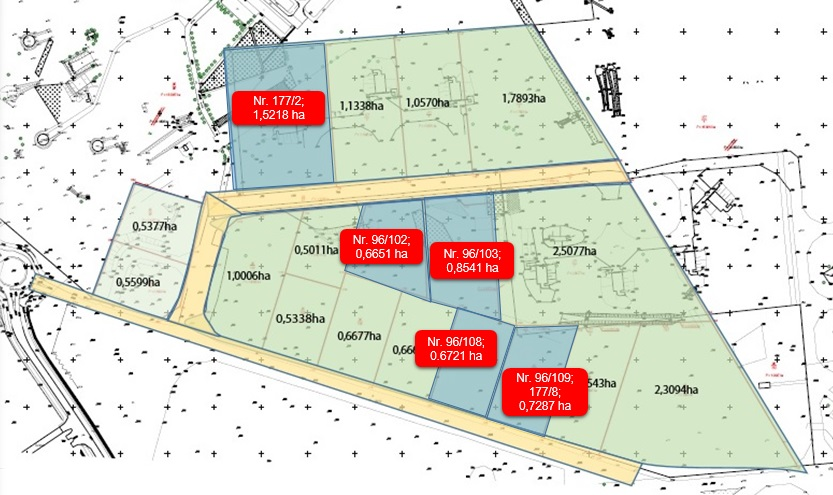 Nr. 177/2;
1,5218 ha
1,1338ha
1,0570ha
1,7893ha
0,5377ha
0,5599ha
1,0006ha
0,5011ha
Nr. 96/102;
0,6651 ha
Nr. 96/103;
0,8541 ha
2,5077ha
0,5338ha
0,6677ha
Nr. 96/108;
0.6721 ha
Nr. 96/109;
177/8;
0,7287 ha
543ha
2,3094ha